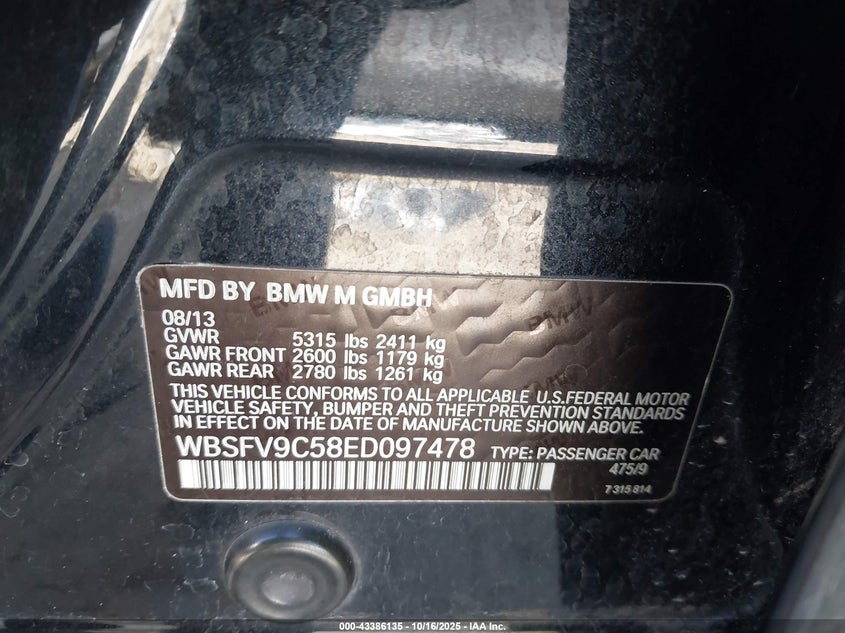 MFD BY BMW M GMBH
08/13
GVWR 5315 lbs 2411 kg
GAWR FRONT 2600 lbs 1179 kg
GAWR REAR 2780 lbs 1261 kg
THIS VEHICLE CONFORMS TO ALL APPLICABLE U.S.FEDERAL MOTOR
VEHICLE SAFETY, BUMPER AND THEFT PREVENTION STANDARDS
IN EFFECT ON THE DATE OF MANUFACTURE SHOWN ABOVE.
WBSFV9C58ED097478 TYPE: PASSENGER CAR
475/9
7 315 814
000-43386135 - 10/16/2025 - IAA Inc.